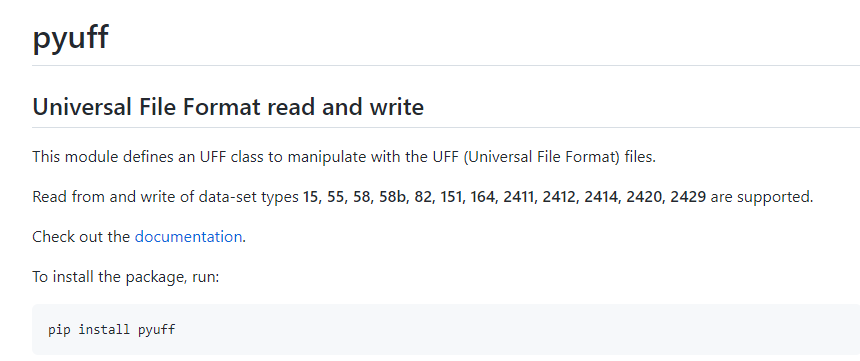 pyuff
Universal File Format read and write
This module defines an UFF class to manipulate with the UFF (Universal File Format) files.
Read from and write of data-set types 15, 55, 58, 58b, 82, 151, 164, 2411, 2412, 2414, 2420, 2429 are supported.
Check out the documentation.
To install the package, run:
pip install pyuff